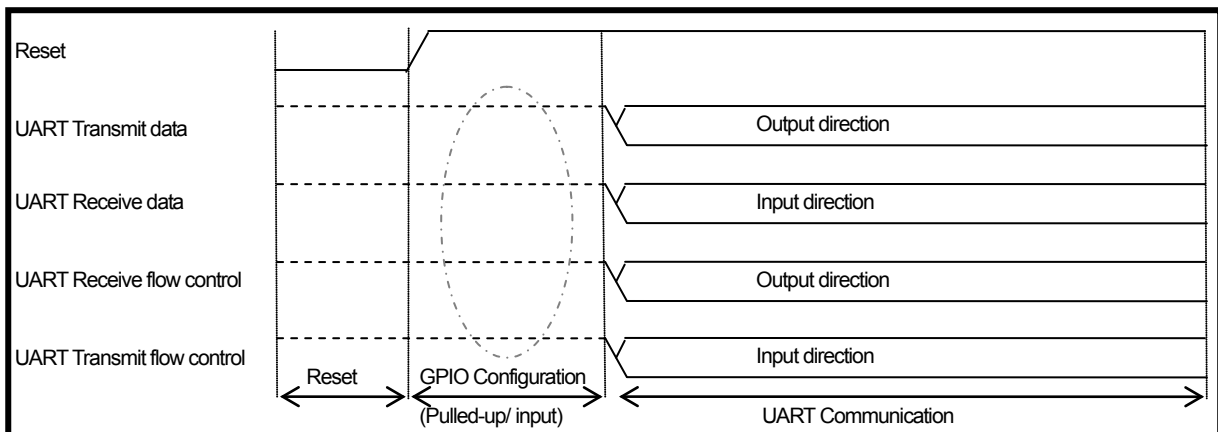 Reset
UART Transmit data
Output direction
UART Receive data
Input direction
UART Receive flow control
Output direction
UART Transmit flow control
Input direction
Reset
GPIO Configuration
(Pulled-up/ input)
UART Communication